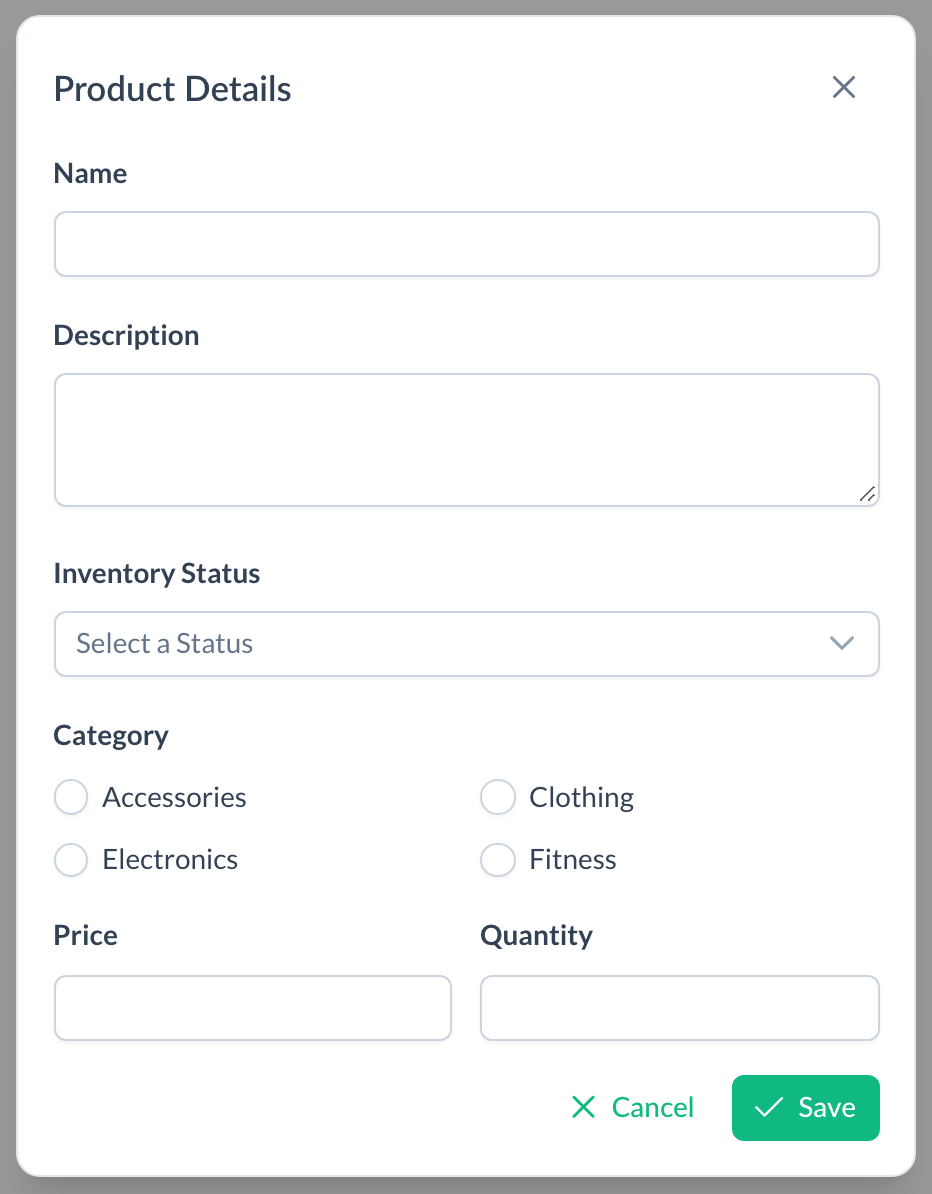 Product Details
Name
Description
Inventory Status
Select a Status
Category
Accessories
Clothing
Electronics
Fitness
Price
Quantity
Cancel
Save